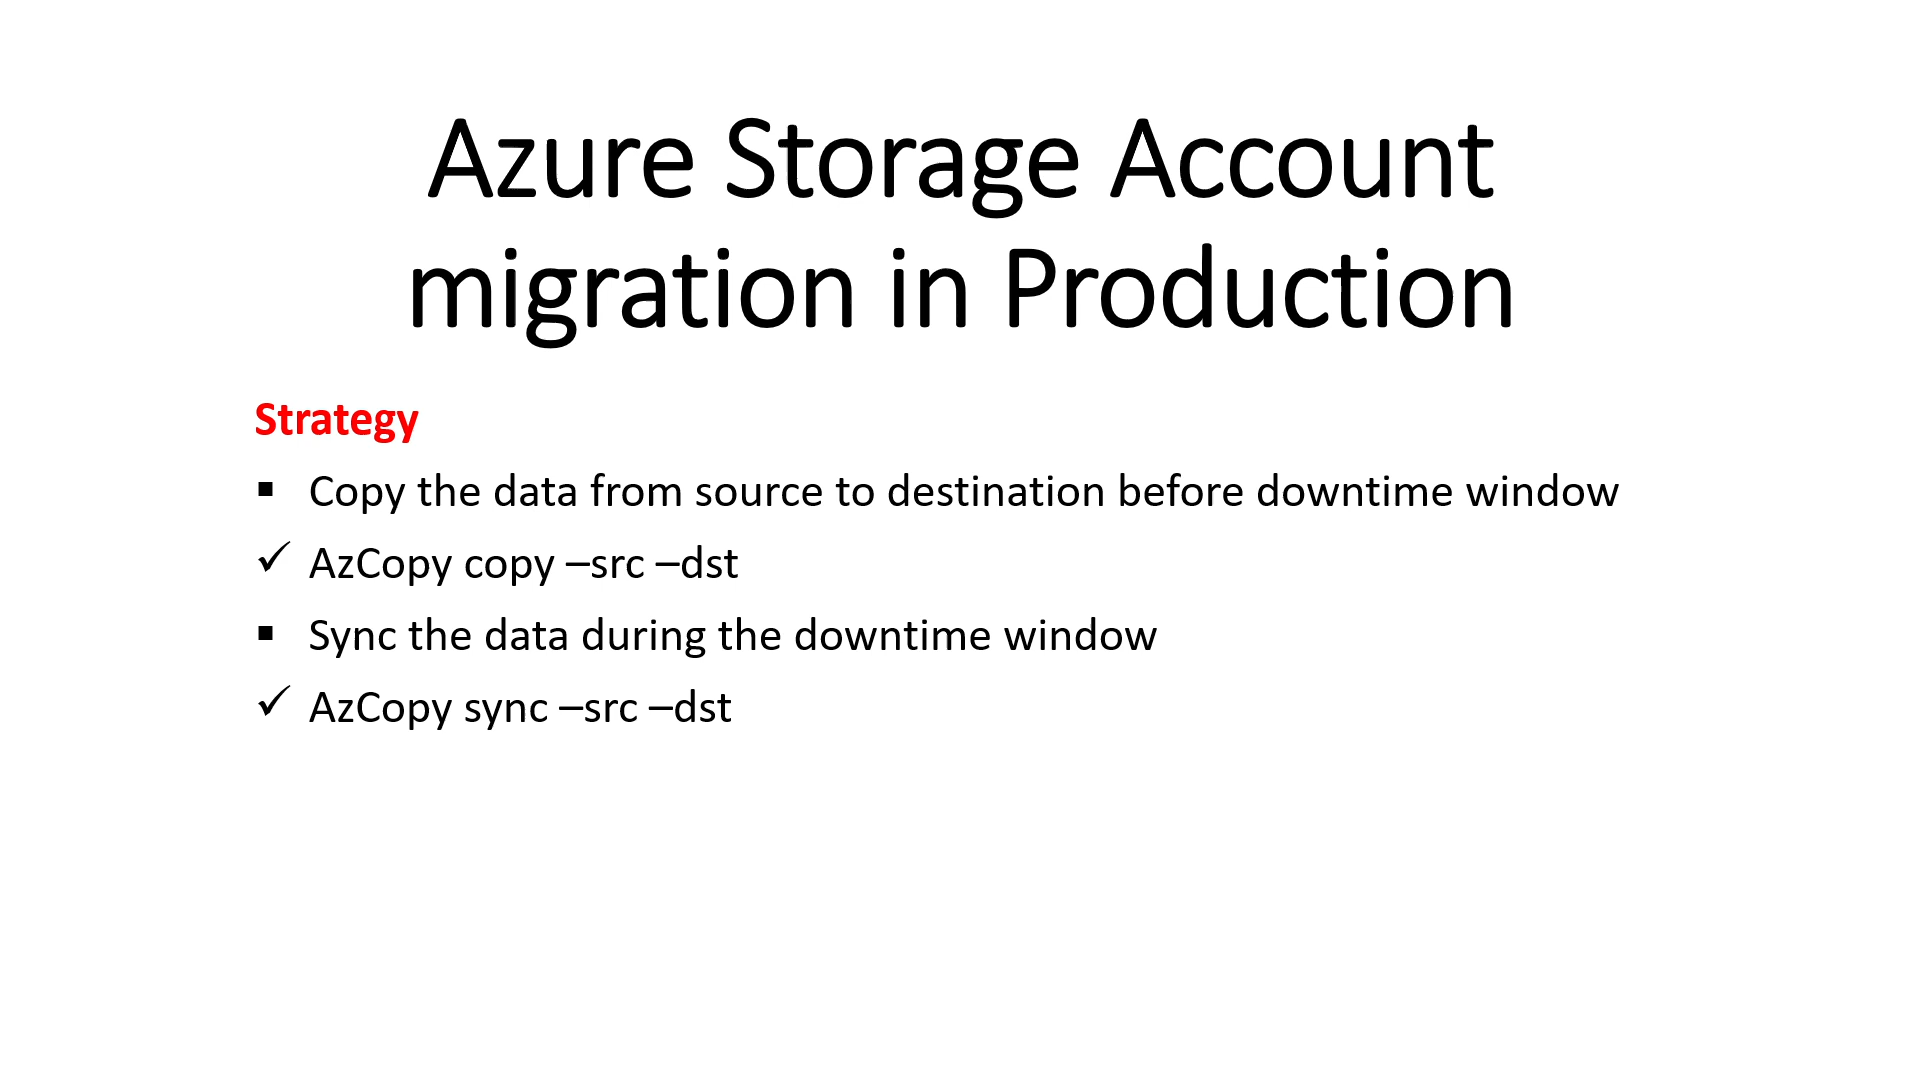 Azure Storage Account
migration in Production
Strategy
▪ Copy the data from source to destination before downtime window
✓ AzCopy copy –src –dst
▪ Sync the data during the downtime window
✓ AzCopy sync –src –dst